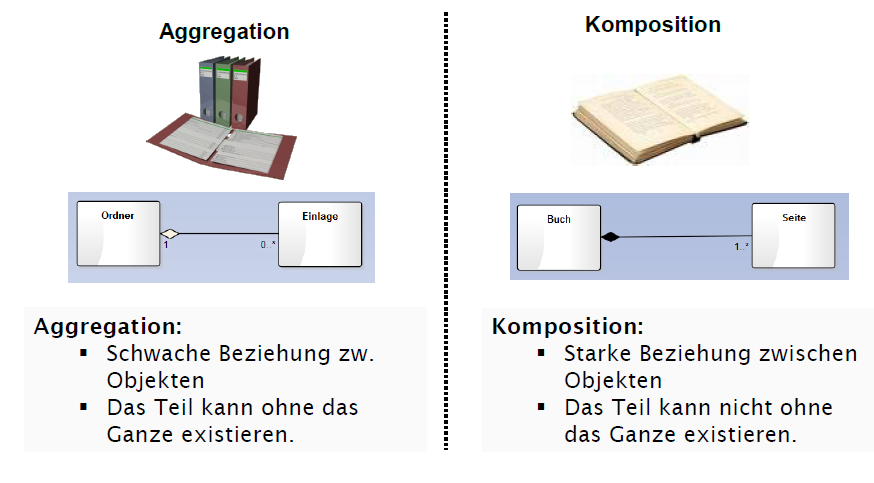 Aggregation
Ordner
Einlage
1
0..*
Aggregation:
▪ Schwache Beziehung zw.
Objekten
▪ Das Teil kann ohne das
Ganze existieren.
Komposition
Buch
Seite
1..*
Komposition:
▪ Starke Beziehung zwischen
Objekten
▪ Das Teil kann nicht ohne
das Ganze existieren.